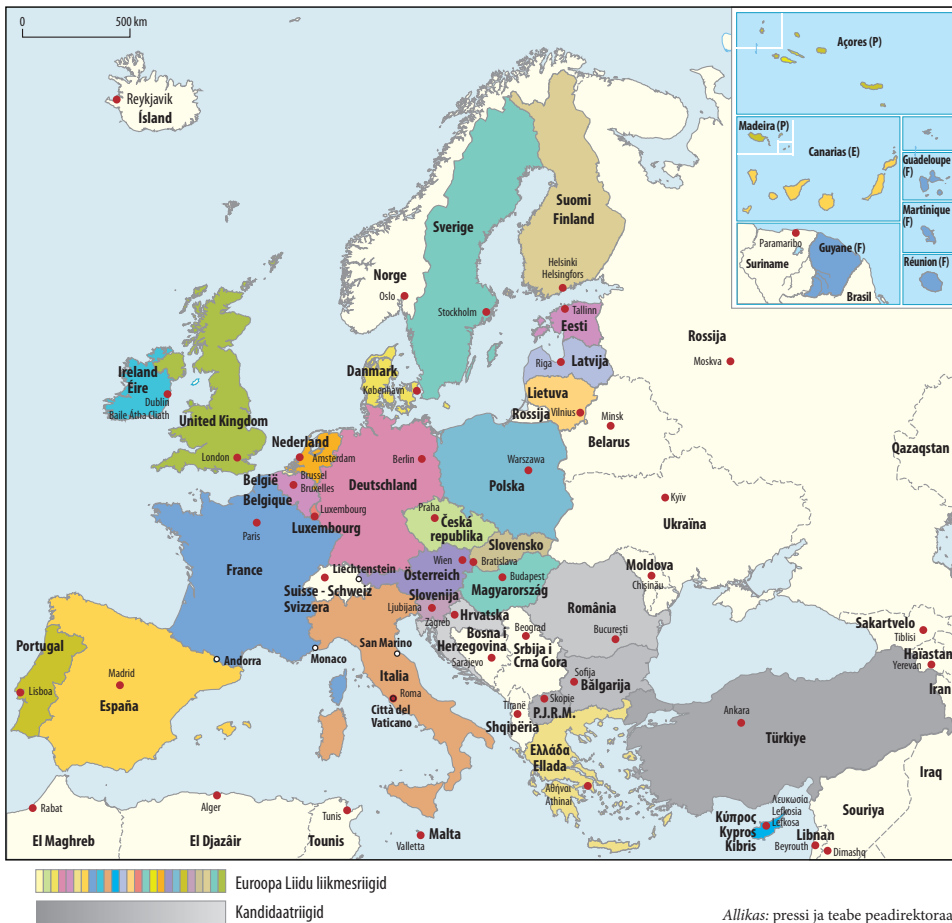 0 500 km
Reykjavik
Ísland
Açores (P)
Madeira (P)
Canarias (E)
Guadeloupe
(F)
Martinique
(F)
Réunion (F)
Guyane (F)
Paramaribo
Suriname
Brasil
Suomi
Finland
Helsinki
Helsingfors
Sverige
Stockholm
Norge
Oslo
Tallinn
Eesti
Riga
Latvija
Lietuva
Vilnius
Rossija
Rossija
Moskva
Minsk
Belarus
Qazaqstan
Danmark
København
Ireland
Éire
Dublin
Baile Átha Cliath
United Kingdom
London
Nederland
Amsterdam
België
Belgique
Brussel
Bruxelles
Luxembourg
Luxembourg
Berlin
Deutschland
Warszawa
Polska
Kyïv
Ukraïna
Praha
Česká
republika
Slovensko
Bratislava
Wien
Österreich
Budapest
Magyarország
Moldova
Chișinău
Paris
France
Liechtenstein
Suisse - Schweiz
Svizzera
Slovenija
Ljubljana
Zagreb
Hrvatska
România
București
Bosna i
Herzegovina
Sarajevo
Beograd
Srbija i
Crna Gora
Sakartvelo
Tiblisi
Haïastan
Yerevan
Iran
Portugal
Lisboa
Madrid
España
Andorra
Monaco
San Marino
Italia
Roma
Città del
Vaticano
Sofija
Bălgarija
Skopie
P.J.R.M.
Tiranë
Shqipëria
Ελλάδα
Ellada
Αθήναι
Athinai
Ankara
Türkiye
Iraq
Souriya
Λευκωσία
Lefkosia
Lefkosa
Κύπρος
Kypros
Kibris
Libnan
Beyrouth
Dimashq
Rabat
El Maghreb
Alger
El Djazâir
Tunis
Tounis
Malta
Valletta
Euroopa Liidu liikmesriigid
Kandidaatriigid
Allikas: pressi ja teabe peadirektoraa